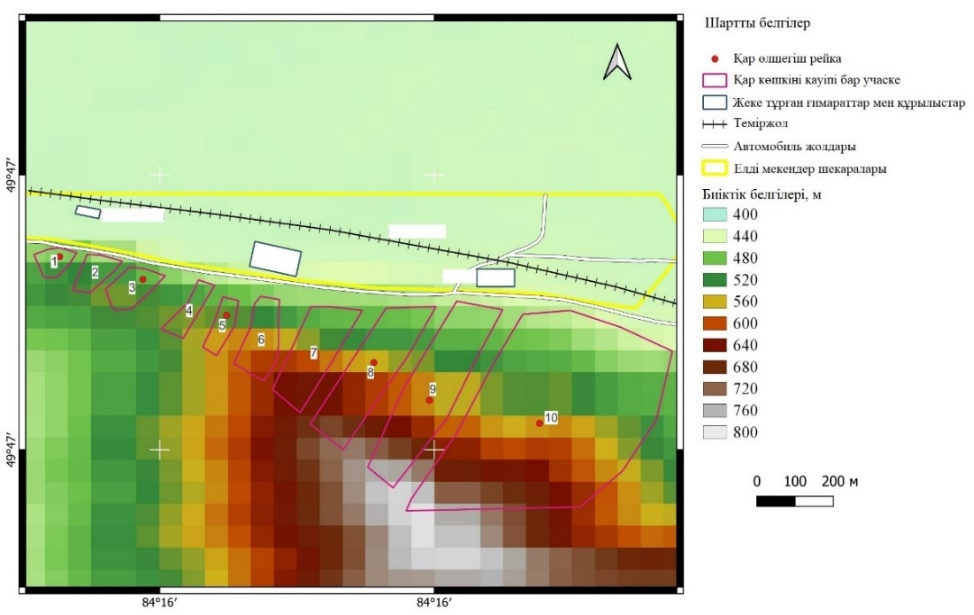 Шартты белгілер
Қар өлшегіш рейка
Қар көшкіні қауіпі бар учаске
Жеке тұрған ғимараттар мен құрылыстар
Теміржол
Автомобиль жолдары
Елді мекендер шекаралары
Биіктік белгілері, м
400
440
480
520
560
600
640
680
720
760
800
0 100 200 м
49°47′
49°47′
84°16′
84°16′
1
2
3
4
5
6
7
8
9
10